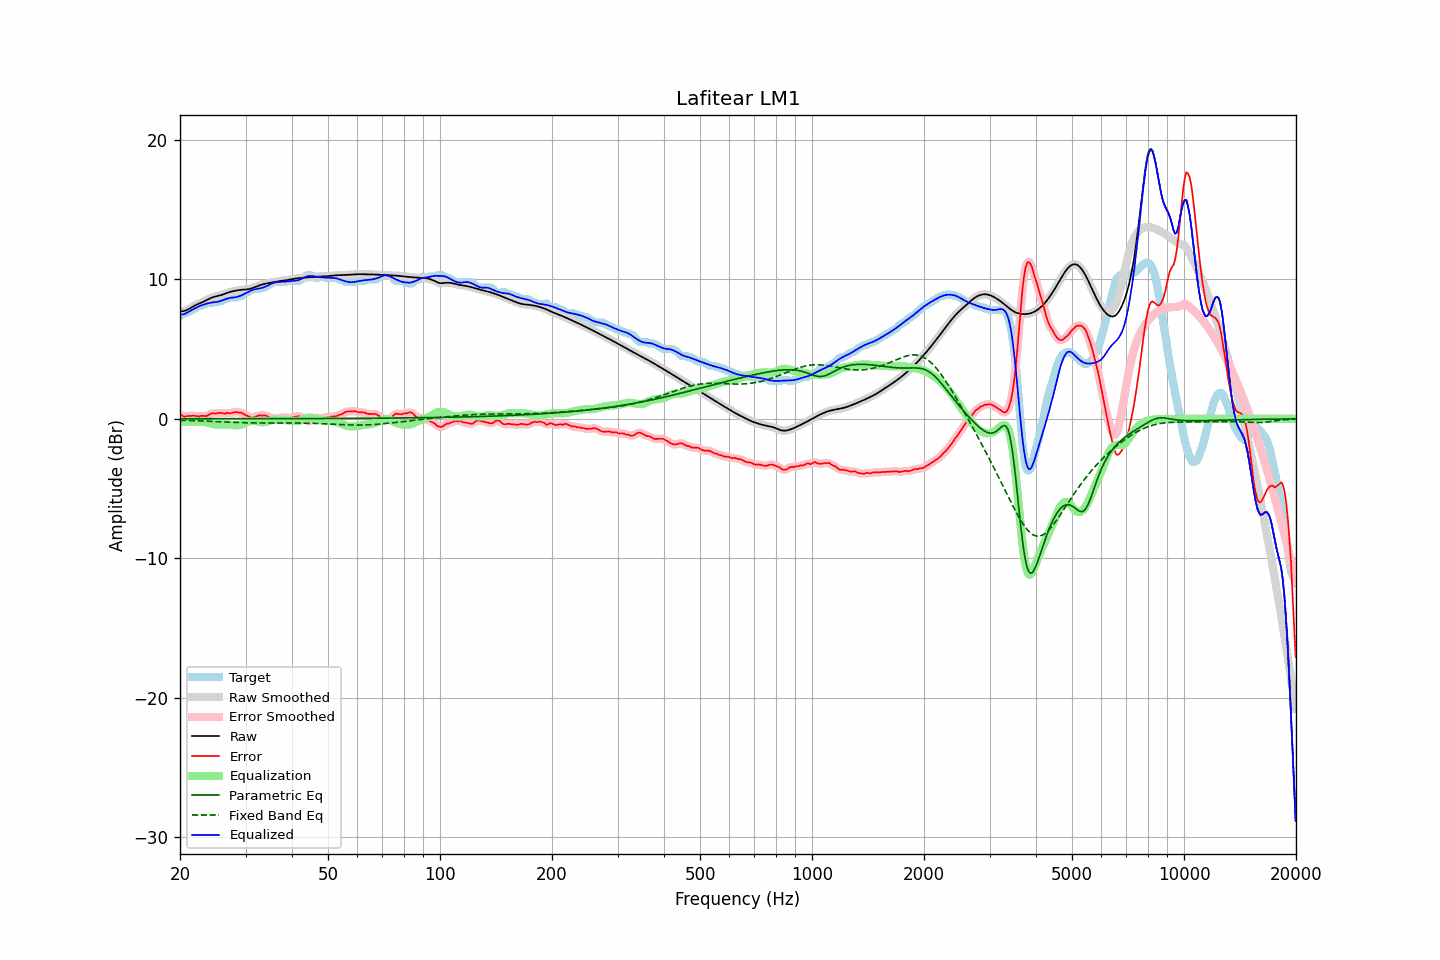 Lafitear LM1
20
10
0
−10
−20
−30
Amplitude (dBr)
Target
Raw Smoothed
Error Smoothed
Raw
Error
Equalization
Parametric Eq
Fixed Band Eq
Equalized
20 50 100 200 500 1000 2000 5000 10000 20000
Frequency (Hz)